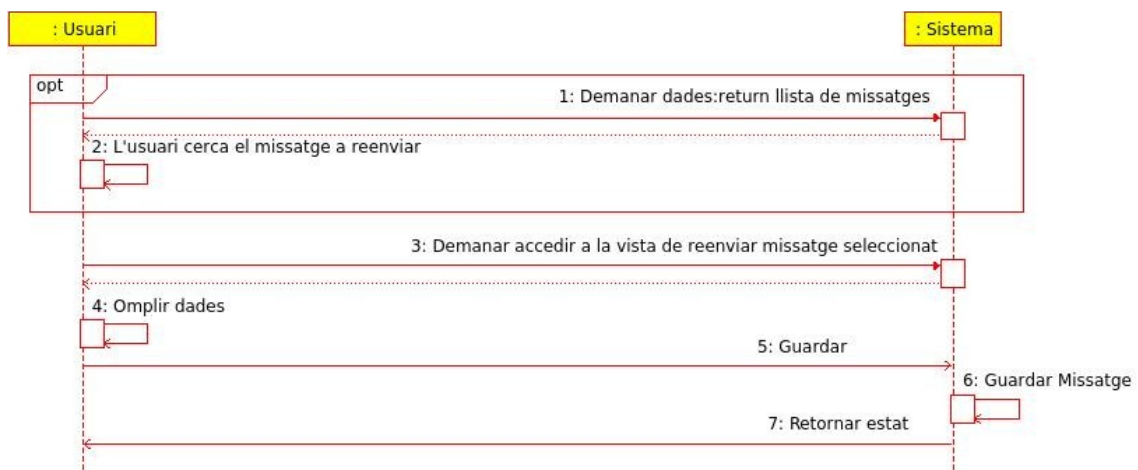 : Usuari
: Sistema
opt
1: Demanar dades:return llista de missatges
2: L'usuari cerca el missatge a reenviar
3: Demanar accedir a la vista de reenviar missatge seleccionat
4: Omplir dades
5: Guardar
6: Guardar Missatge
7: Retornar estat